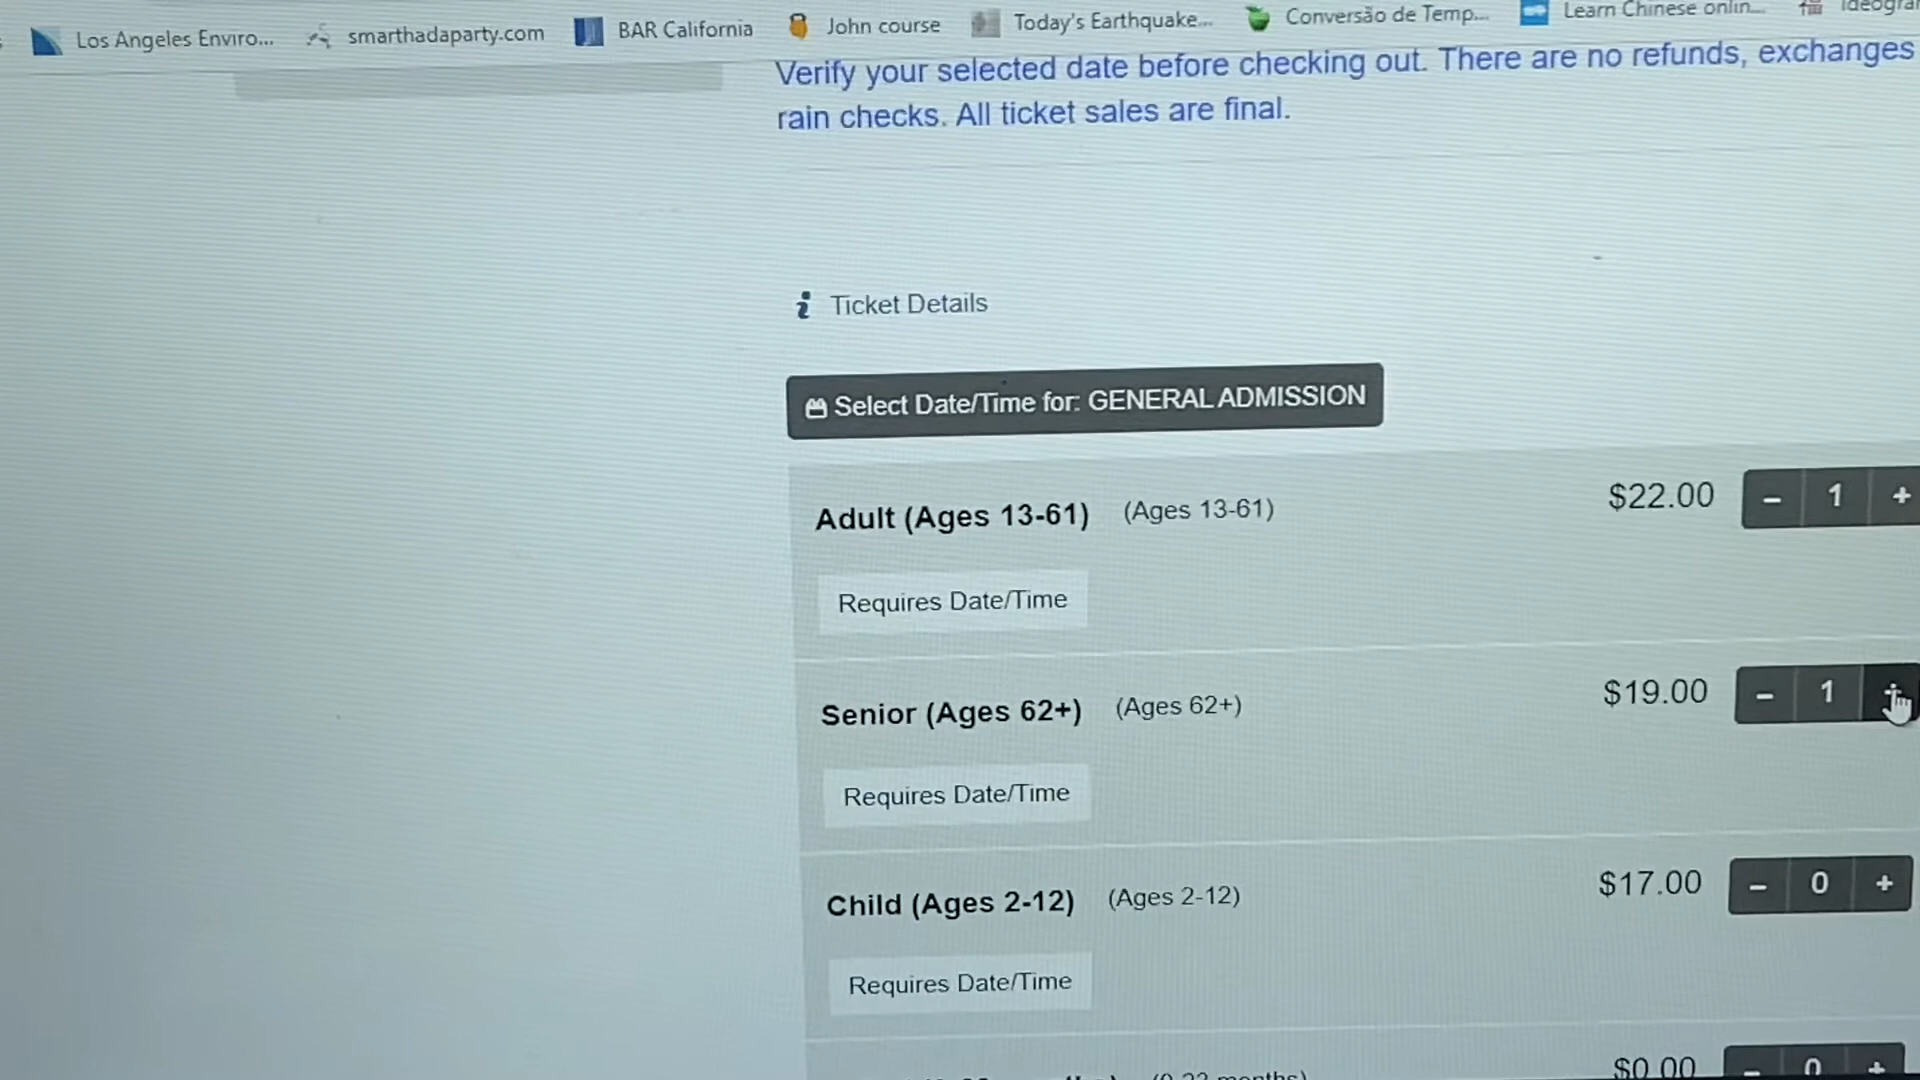 Los Angeles Enviro... smarthadaparty.com BAR California John course Today's Earthquake... Conversão de Temp... Learn Chinese onlin...
Verify your selected date before checking out. There are no refunds, exchanges
rain checks. All ticket sales are final.
Ticket Details
Select Date/Time for: GENERAL ADMISSION
Adult (Ages 13-61) (Ages 13-61) $22.00 - 1 +
Requires Date/Time
Senior (Ages 62+) (Ages 62+) $19.00 - 1
Requires Date/Time
Child (Ages 2-12) (Ages 2-12) $17.00 - 0 +
Requires Date/Time
months) $0.00 - 0 +